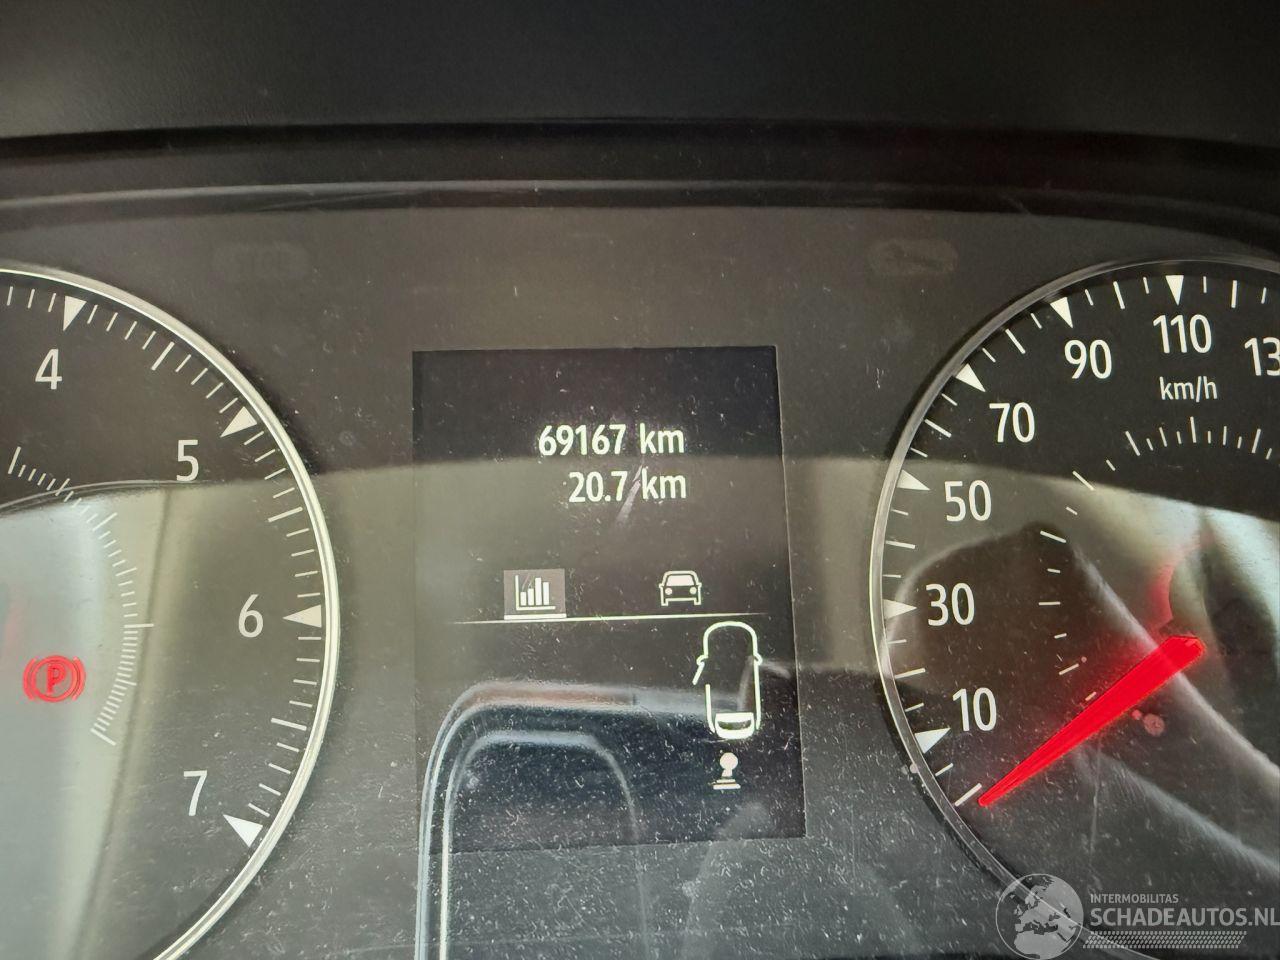 4
5
6
7
P
69167 km
20.7 km
10
30
50
70
90
110
13
km/h
INTERMOBILITAS
SCHADEAUTOS.NL